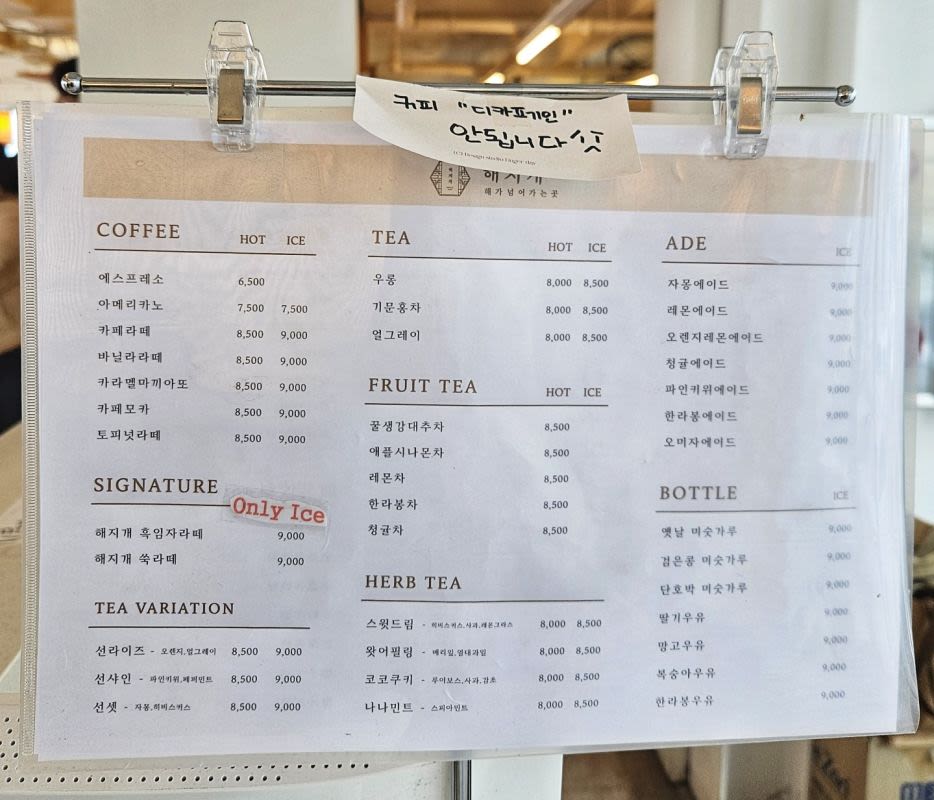 커피 "디카페인"
안됩니다
해지개
해가넘어가는곳
COFFEE HOT ICE
에스프레소 6,500
아메리카노 7,500 7,500
카페라떼 8,500 9,000
바닐라라떼 8,500 9,000
카라멜마끼아또 8,500 9,000
카페모카 8,500 9,000
토피넛라떼 8,500 9,000
SIGNATURE
Only Ice
해지개 흑임자라떼 9,000
해지개 쑥라떼 9,000
TEA VARIATION
선라이즈 - 오렌지.얼그레이 8,500 9,000
선샤인 - 파인키위.페퍼민트 8,500 9,000
선셋 - 자몽.히비스커스 8,500 9,000
TEA HOT ICE
우롱 8,000 8,500
기문홍차 8,000 8,500
얼그레이 8,000 8,500
FRUIT TEA HOT ICE
꿀생강대추차 8,500
애플시나몬차 8,500
레몬차 8,500
한라봉차 8,500
청귤차 8,500
HERB TEA
스윗드림 - 히비스커스.사과.레몬그라스 8,000 8,500
왓어필링 - 베리잎.열대과일 8,000 8,500
코코쿠키 - 루이보스.사과.감초 8,000 8,500
나나민트 - 스피아민트 8,000 8,500
ADE ICE
자몽에이드 9,000
레몬에이드 9,000
오렌지레몬에이드 9,000
청귤에이드 9,000
파인키위에이드 9,000
한라봉에이드 9,000
오미자에이드 9,000
BOTTLE ICE
옛날 미숫가루 9,000
검은콩 미숫가루 9,000
단호박 미숫가루 9,000
딸기우유 9,000
망고우유 9,000
복숭아우유 9,000
한라봉우유 9,000